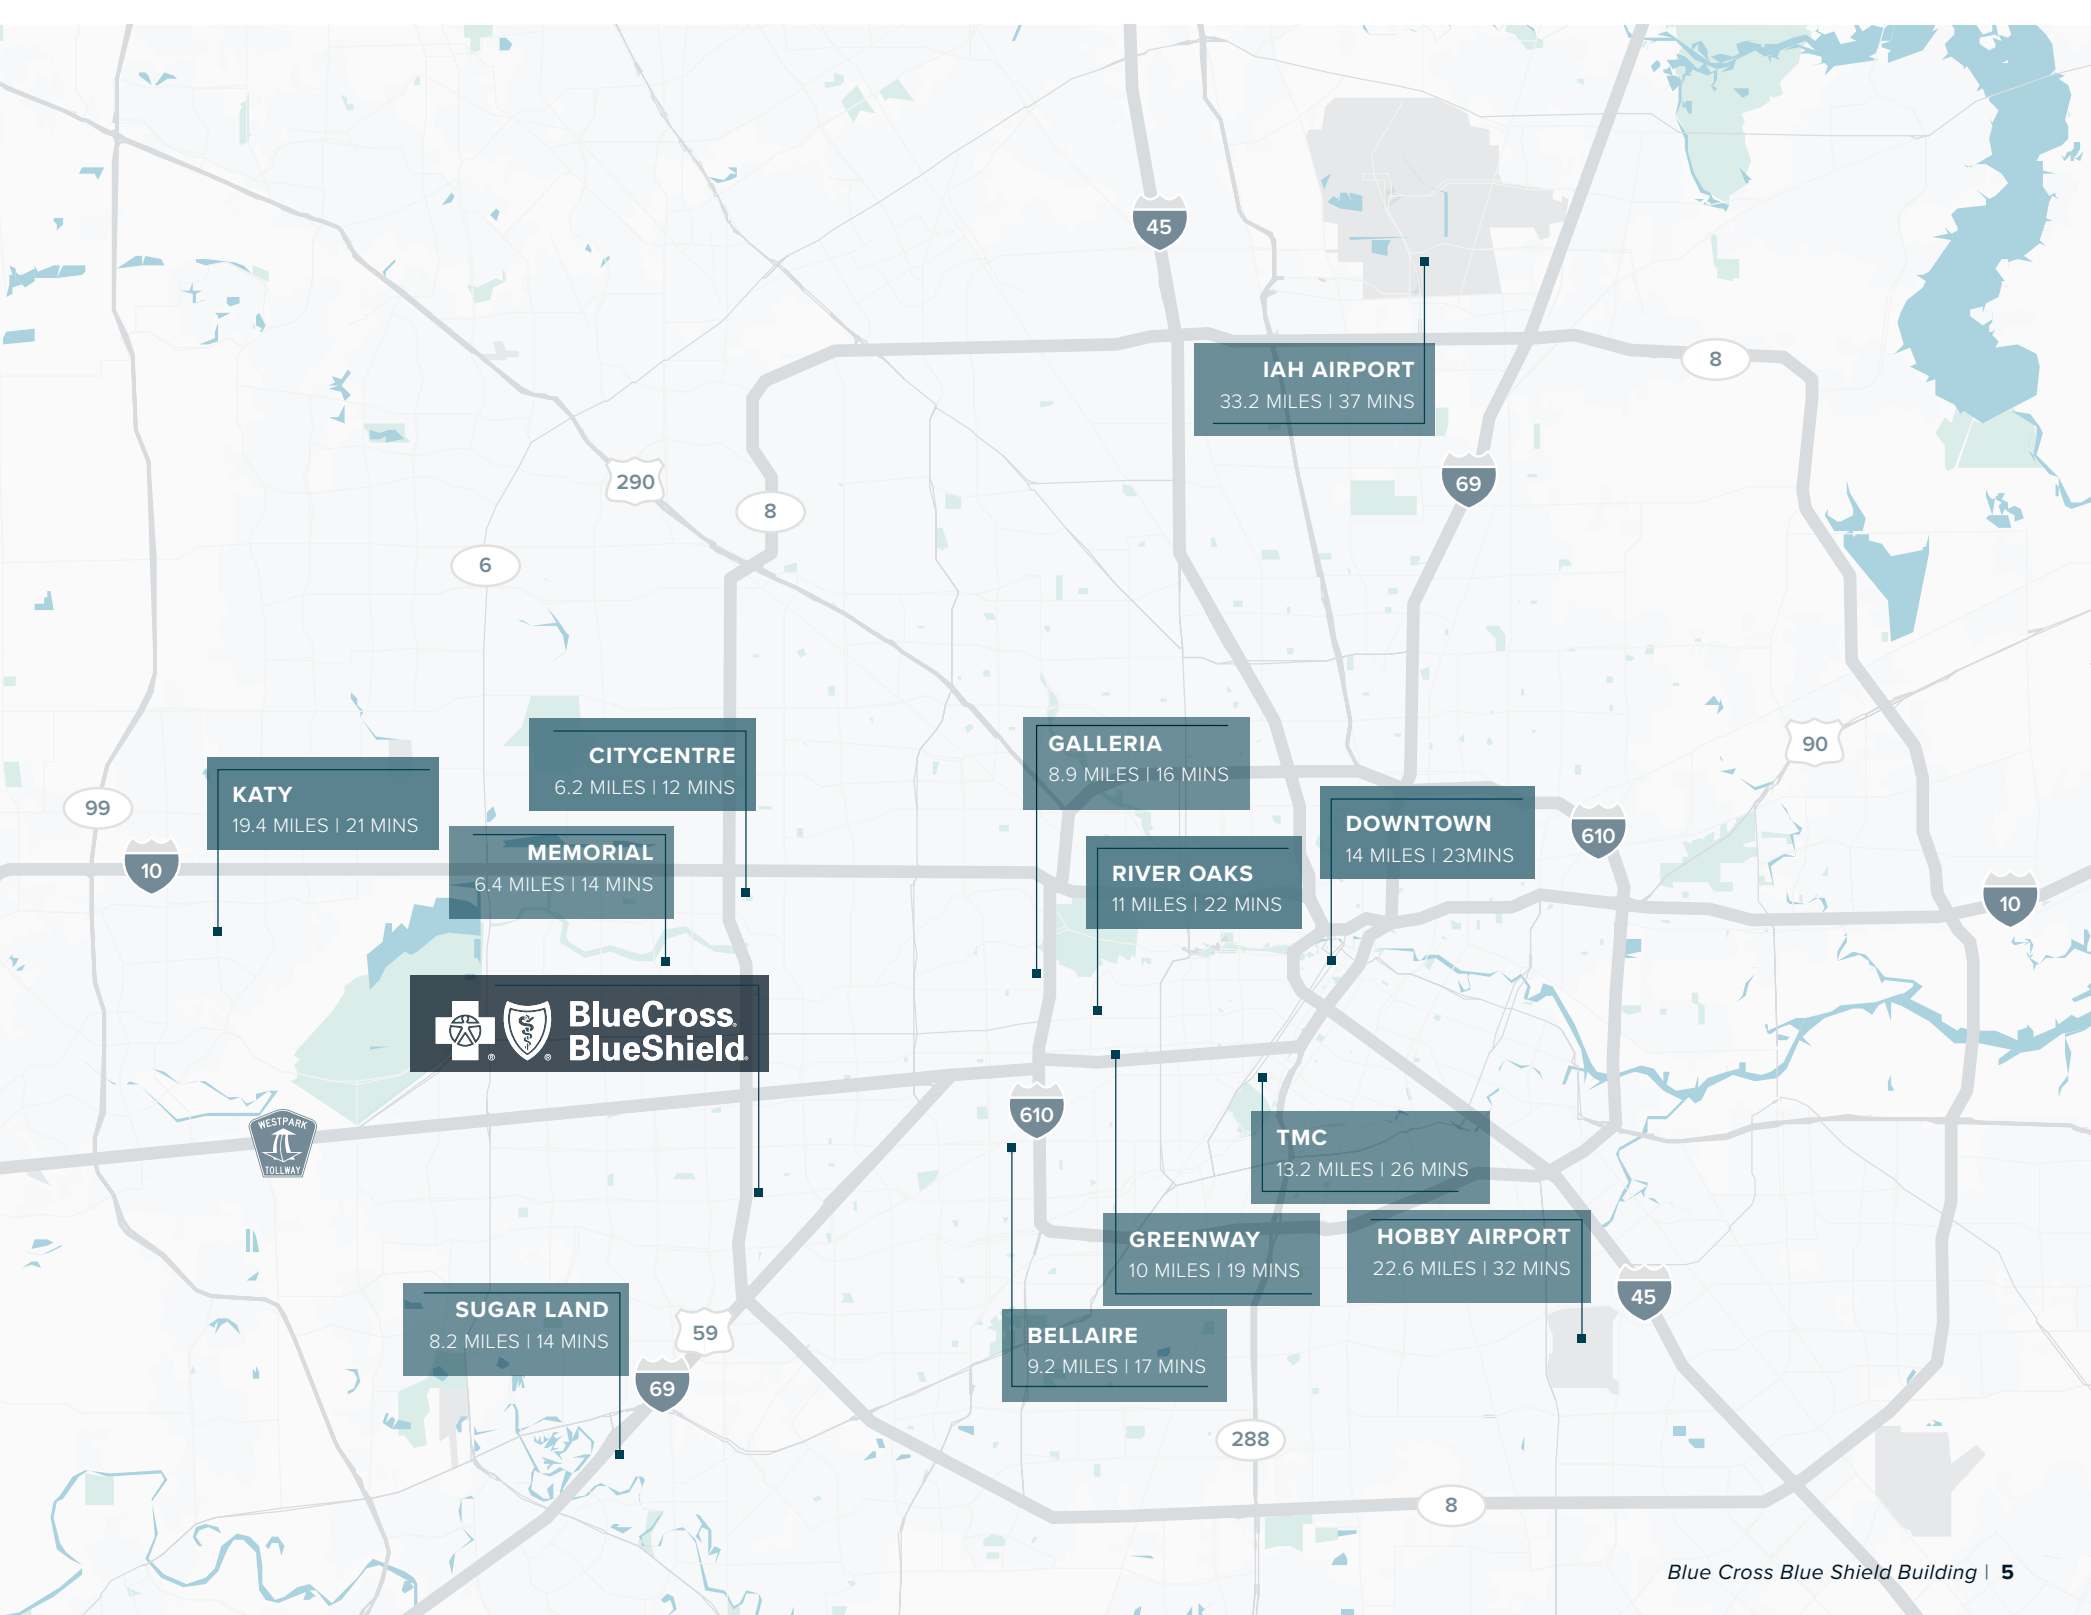 45
IAH AIRPORT
33.2 MILES | 37 MINS
8
69
290
8
6
CITYCENTRE
6.2 MILES | 12 MINS
GALLERIA
8.9 MILES | 16 MINS
90
KATY
19.4 MILES | 21 MINS
99
DOWNTOWN
14 MILES | 23MINS
610
MEMORIAL
6.4 MILES | 14 MINS
10
RIVER OAKS
11 MILES | 22 MINS
10
BlueCross®
BlueShield®
® ®
610
WESTPARK
TOLLWAY
TMC
13.2 MILES | 26 MINS
GREENWAY
10 MILES | 19 MINS
HOBBY AIRPORT
22.6 MILES | 32 MINS
45
SUGAR LAND
8.2 MILES | 14 MINS
59
BELLAIRE
9.2 MILES | 17 MINS
69
288
8
Blue Cross Blue Shield Building | 5